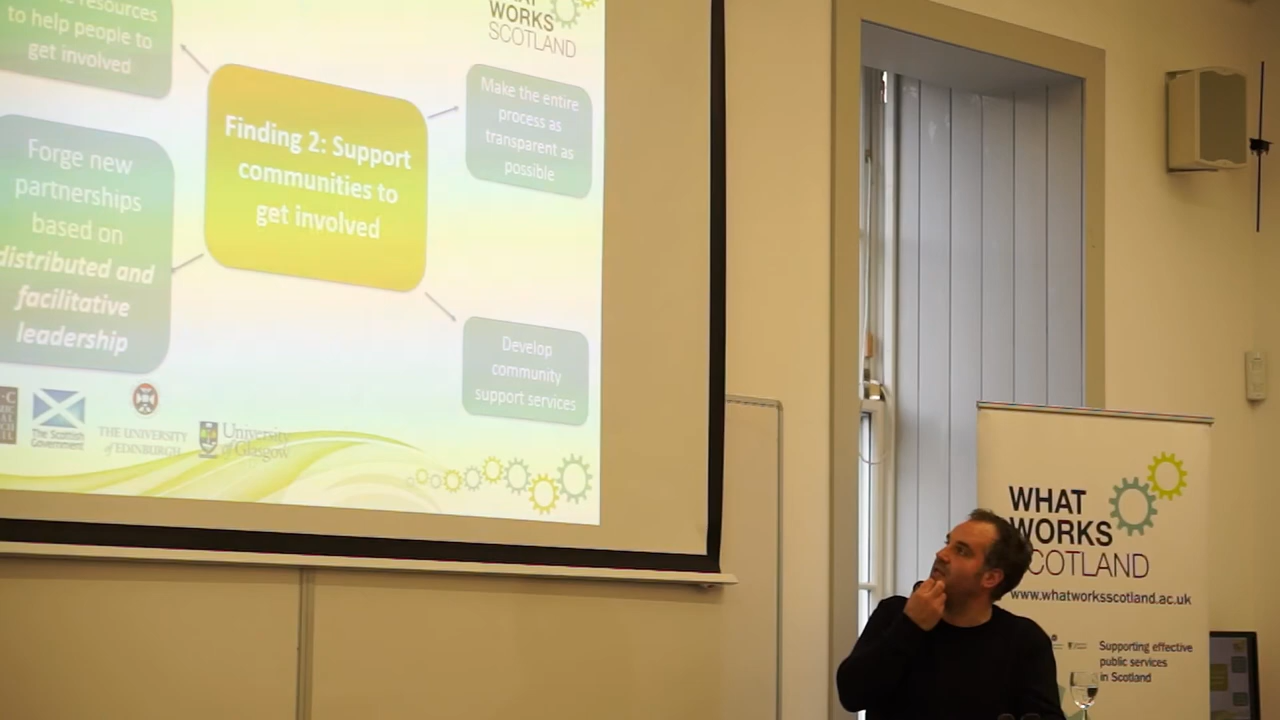 resources
to help people to
get involved
Forge new
partnerships
based on
distributed and
facilitative
leadership
Finding 2: Support
communities to
get involved
WORKS
SCOTLAND
Make the entire
process as
transparent as
possible
Develop
community
support services
The Scottish
Government
THE UNIVERSITY
of EDINBURGH
University
of Glasgow
WHAT
WORKS
SCOTLAND
www.whatworksscotland.ac.uk
Supporting effective
public services
in Scotland